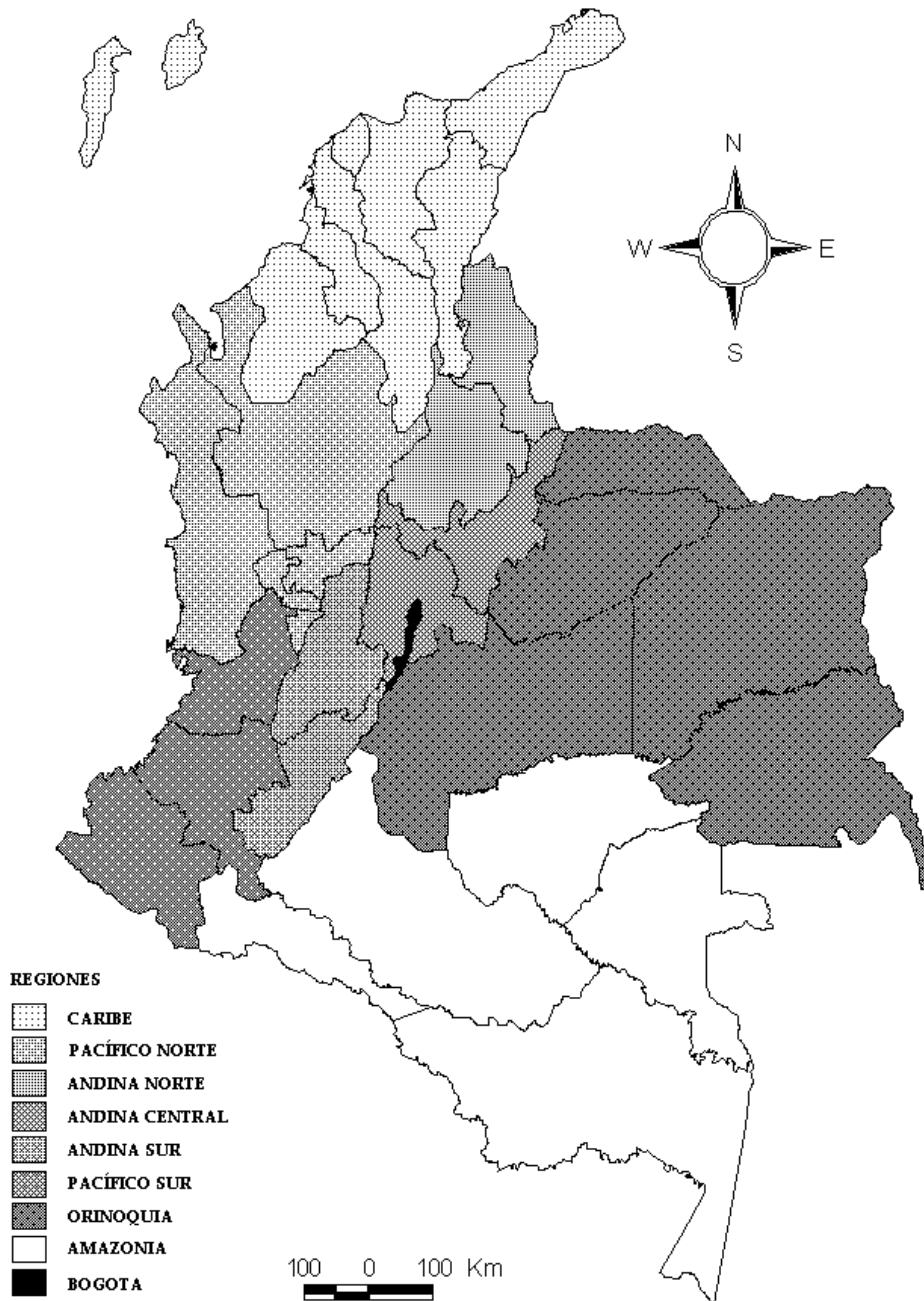 N
W E
S
REGIONES
CARIBE
PACÍFICO NORTE
ANDINA NORTE
ANDINA CENTRAL
ANDINA SUR
PACÍFICO SUR
ORINOQUIA
AMAZONIA
BOGOTA
100 0 100 Km